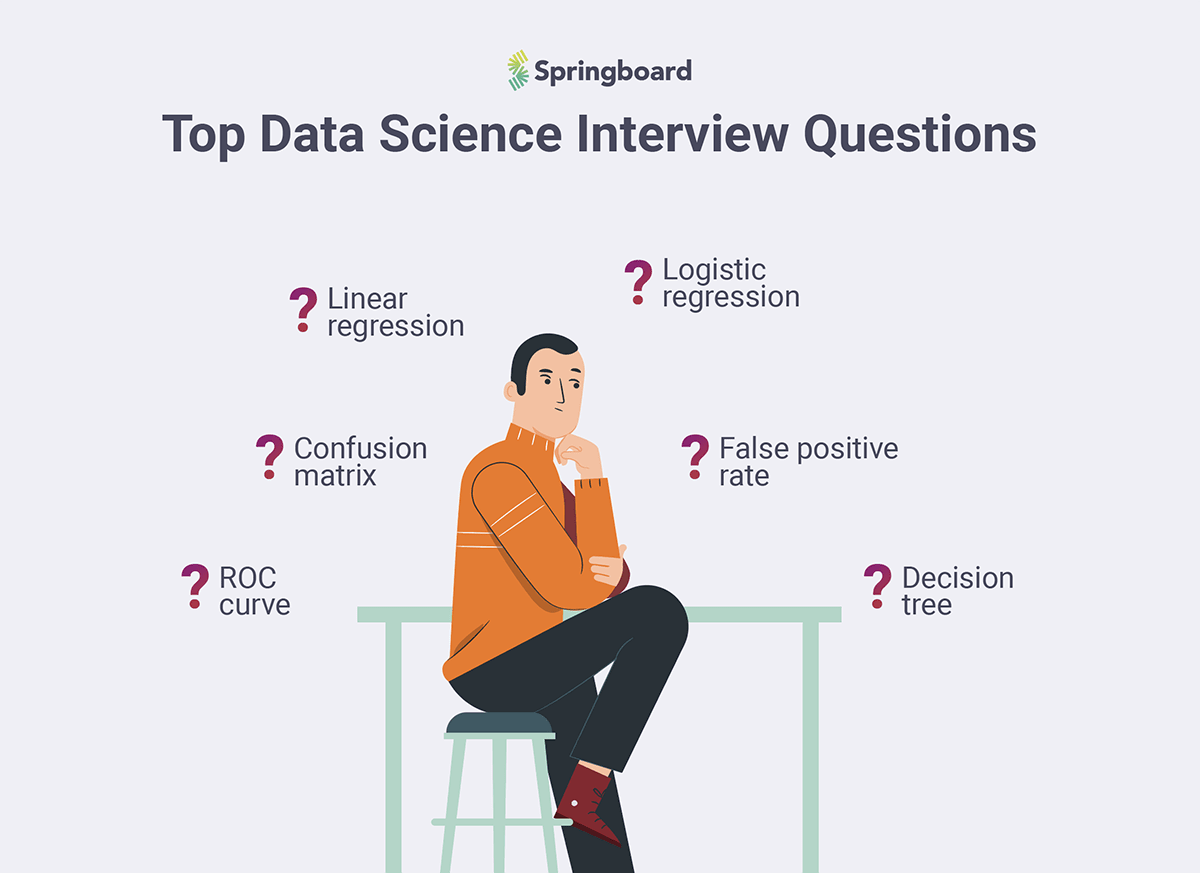 Springboard
Top Data Science Interview Questions
? Linear
regression
? Logistic
regression
? Confusion
matrix
? False positive
rate
? ROC
curve
? Decision
tree